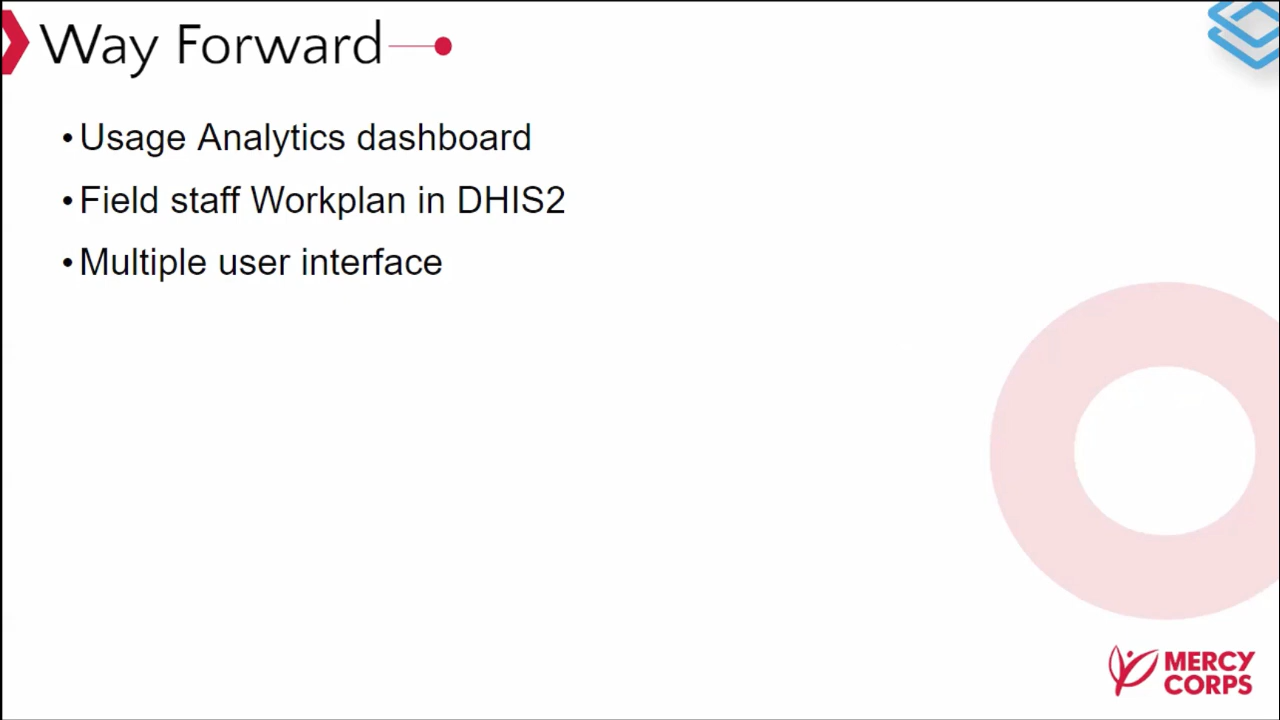 Way Forward
•Usage Analytics dashboard
•Field staff Workplan in DHIS2
•Multiple user interface
MERCY
CORPS